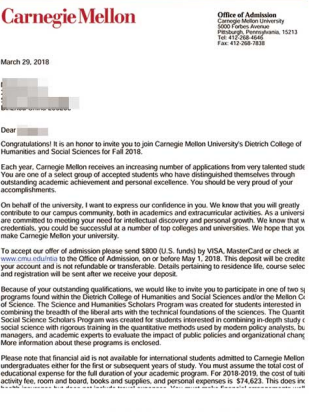 Carnegie Mellon
Office of Admission
Carnegie Mellon University
5000 Forbes Avenue
Pittsburgh, Pennsylvania, 15213
Tel: 412-268-4646
Fax: 412-268-7838
March 29, 2018
Dear
Congratulations! It is an honor to invite you to join Carnegie Mellon University's Dietrich College of
Humanities and Social Sciences for Fall 2018.
Each year, Carnegie Mellon receives an increasing number of applications from very talented stude
You are one of a select group of accepted students who have distinguished themselves through
outstanding academic achievement and personal excellence. You should be very proud of your
accomplishments.
On behalf of the university, I want to express our confidence in you. We know that you will greatly
contribute to our campus community, both in academics and extracurricular activities. As a universi
are committed to meeting your need for intellectual discovery and personal growth. We know that w
credentials, you could be successful at a number of top colleges and universities. We hope that you
make Carnegie Mellon your university.
To accept our offer of admission please send $800 (U.S. funds) by VISA, MasterCard or check at
www.cmu.edu/ntia to the Office of Admission, on or before May 1, 2018. This deposit will be credite
your account and is not refundable or transferable. Details pertaining to residence life, course selec
and registration will be sent after we receive your deposit.
Because of your outstanding qualifications, we would like to invite you to participate in one of two sp
programs found within the Dietrich College of Humanities and Social Sciences and/or the Mellon Co
of Science. The Science and Humanities Scholars Program was created for students interested in
combining the breadth of the liberal arts with the technical foundations of the sciences. The Quantit
Social Science Scholars Program was created for students interested in combining in-depth study o
social science with rigorous training in the quantitative methods used by modern policy analysts, bu
managers, and academic experts to evaluate the impact of public policies and organizational chang
More information about these programs is enclosed.
Please note that financial aid is not available for international students admitted to Carnegie Mellon
undergraduates either for the first or subsequent years of study. You must assume the total cost of
educational expense for the full duration of your academic program. For 2018-2019, the cost of tuiti
activity fee, room and board, books and supplies, and personal expenses is $74,623. This does inc